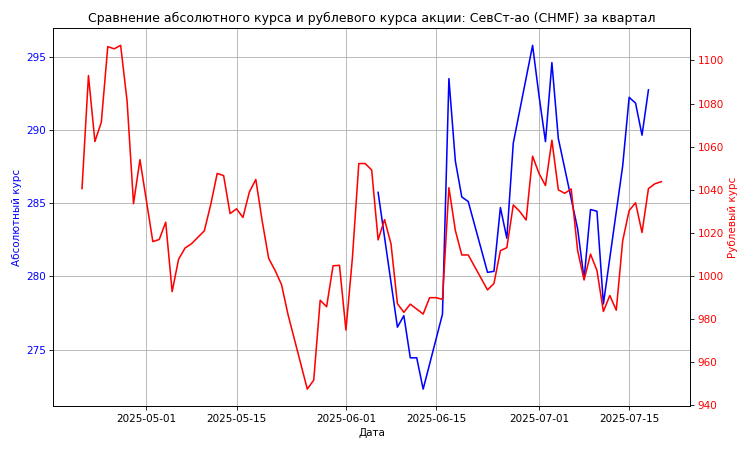 Сравнение абсолютного курса и рублевого курса акции: СевСт-ао (CHMF) за квартал
295
290
285
280
275
Абсолютный курс
1100
1080
1060
1040
1020
1000
980
960
940
Рублевый курс
2025-05-01 2025-05-15 2025-06-01 2025-06-15 2025-07-01 2025-07-15
Дата